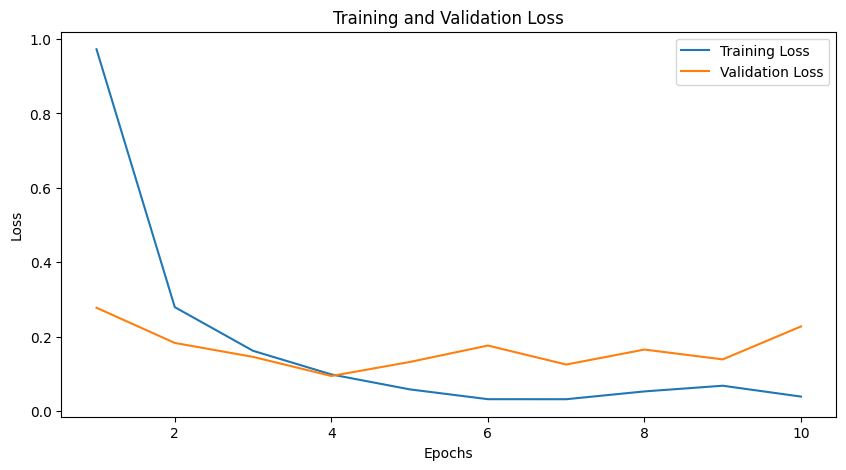 Training and Validation Loss
Training Loss
Validation Loss
Loss
1.0
0.8
0.6
0.4
0.2
0.0
2 4 6 8 10
Epochs